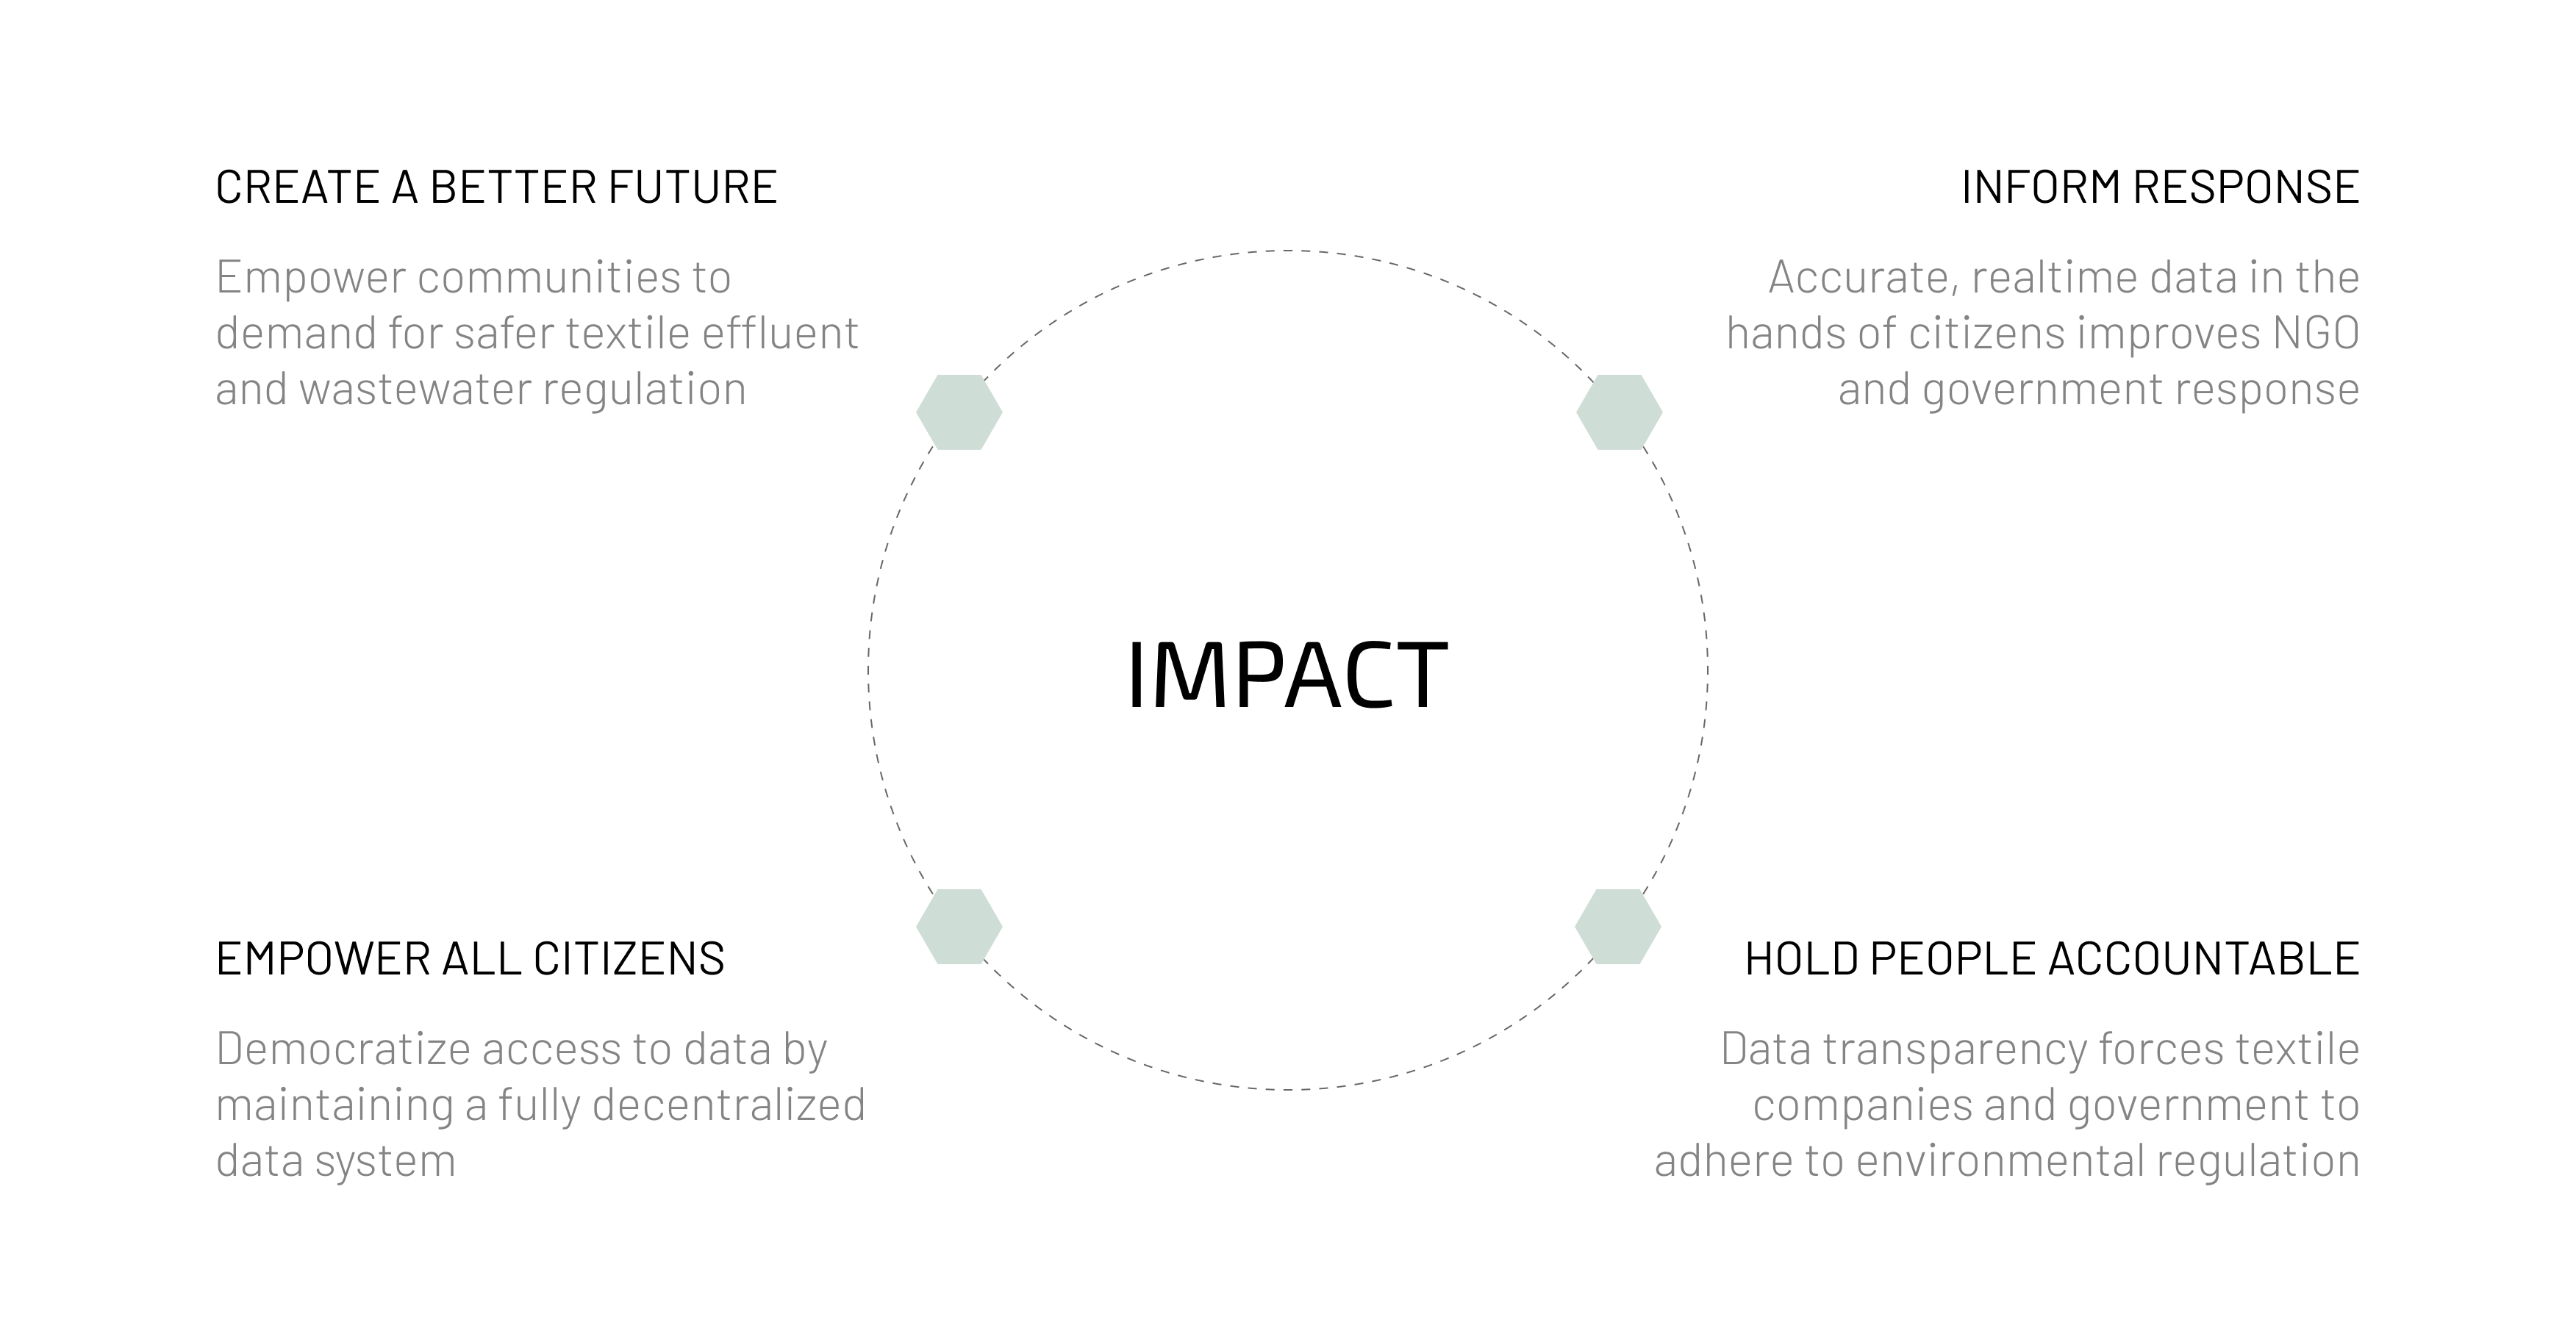 CREATE A BETTER FUTURE
Empower communities to
demand for safer textile effluent
and wastewater regulation
INFORM RESPONSE
Accurate, realtime data in the
hands of citizens improves NGO
and government response
IMPACT
EMPOWER ALL CITIZENS
Democratize access to data by
maintaining a fully decentralized
data system
HOLD PEOPLE ACCOUNTABLE
Data transparency forces textile
companies and government to
adhere to environmental regulation